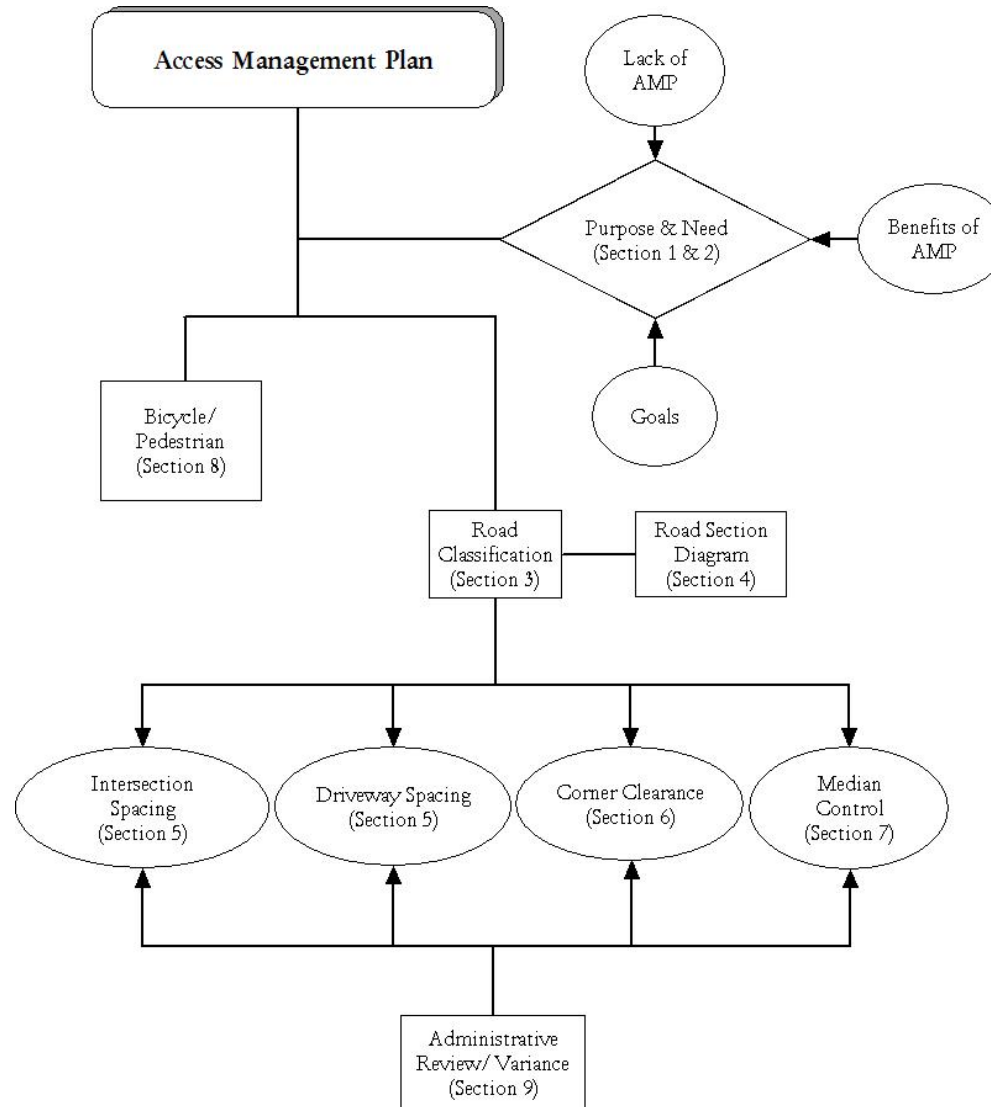 Access Management Plan
Lack of
AMP
Purpose & Need
(Section 1 & 2)
Benefits of
AMP
Goals
Bicycle/
Pedestrian
(Section 8)
Road
Classification
(Section 3)
Road Section
Diagram
(Section 4)
Intersection
Spacing
(Section 5)
Driveway Spacing
(Section 5)
Corner Clearance
(Section 6)
Median
Control
(Section 7)
Administrative
Review/ Variance
(Section 9)